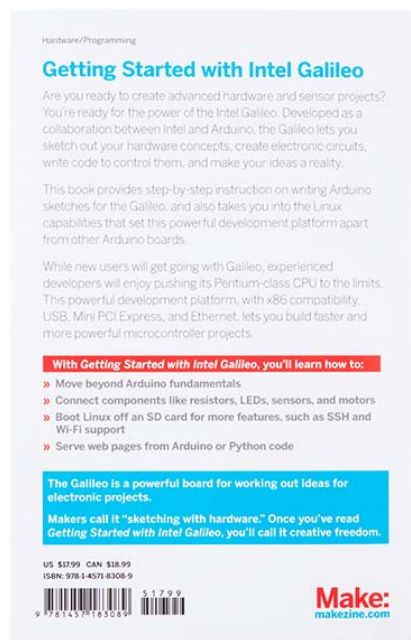 Hardware/Programming
Getting Started with Intel Galileo
Are you ready to create advanced hardware and sensor projects?
You're ready for the power of the Intel Galileo. Developed as a
collaboration between Intel and Arduino, the Galileo lets you
sketch out your hardware concepts, create electronic circuits,
write code to control them, and make your ideas a reality.
This book provides step-by-step instruction on writing Arduino
sketches for the Galileo, and also takes you into the Linux
capabilities that set this powerful development platform apart
from other Arduino boards.
While new users will get going with Galileo, experienced
developers will enjoy pushing its Pentium-class CPU to the limits.
This powerful development platform, with x86 compatibility,
USB, Mini PCI Express, and Ethernet, lets you build faster and
more powerful microcontroller projects.
With Getting Started with Intel Galileo, you'll learn how to:
» Move beyond Arduino fundamentals
» Connect components like resistors, LEDs, sensors, and motors
» Boot Linux off an SD card for more features, such as SSH and
Wi-Fi support
» Serve web pages from Arduino or Python code
The Galileo is a powerful board for working out ideas for
electronic projects.
Makers call it "sketching with hardware." Once you've read
Getting Started with Intel Galileo, you'll call it creative freedom.
US $17.99 CAN $18.99
ISBN: 978-1-4571-8308-9
51799
9 781457 183089
Make:
makezine.com